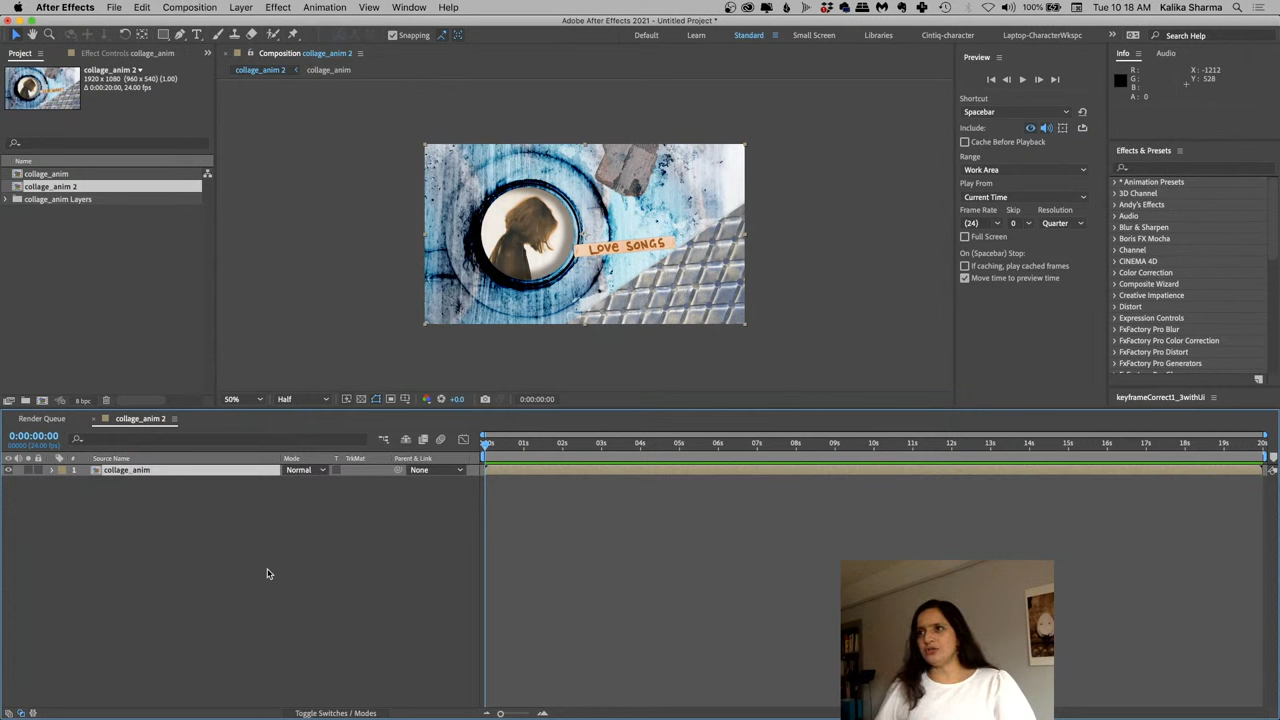 After Effects File Edit Composition Layer Effect Animation View Window Help 100% Tue 10:18 AM Kalika Sharma
Adobe After Effects 2021 - Untitled Project *
Snapping Default Learn Standard Small Screen Libraries Cintiq-character Laptop-CharacterWkspc Search Help
Project Effect Controls collage_anim
Composition collage_anim 2
collage_anim 2 collage_anim
collage_anim 2
1920 x 1080 (960 x 540) (1.00)
Δ 0:00:20:00, 24.00 fps
Name
collage_anim
collage_anim 2
collage_anim Layers
8 bpc
LOVE SONGS
50% Half +0.0 0:00:00:00
Preview
Shortcut
Spacebar
Include:
Cache Before Playback
Range
Work Area
Play From
Current Time
Frame Rate Skip Resolution
(24) 0 Quarter
Full Screen
On (Spacebar) Stop:
If caching, play cached frames
Move time to preview time
Info Audio
R: X: -1212
G: Y: 528
B:
A: 0
Effects & Presets
* Animation Presets
3D Channel
Andy's Effects
Audio
Blur & Sharpen
Boris FX Mocha
Channel
CINEMA 4D
Color Correction
Composite Wizard
Creative Impatience
Distort
Expression Controls
FxFactory Pro Blur
FxFactory Pro Color Correction
FxFactory Pro Distort
FxFactory Pro Generators
keyframeCorrect1_3withUi
Render Queue collage_anim 2
0:00:00:00
00000 (24.00 fps)
01s 02s 03s 04s 05s 06s 07s 08s 09s 10s 11s 12s 13s 14s 15s 16s 17s 18s 19s 20s
# Source Name Mode T TrkMat Parent & Link
1 collage_anim Normal None
Toggle Switches / Modes